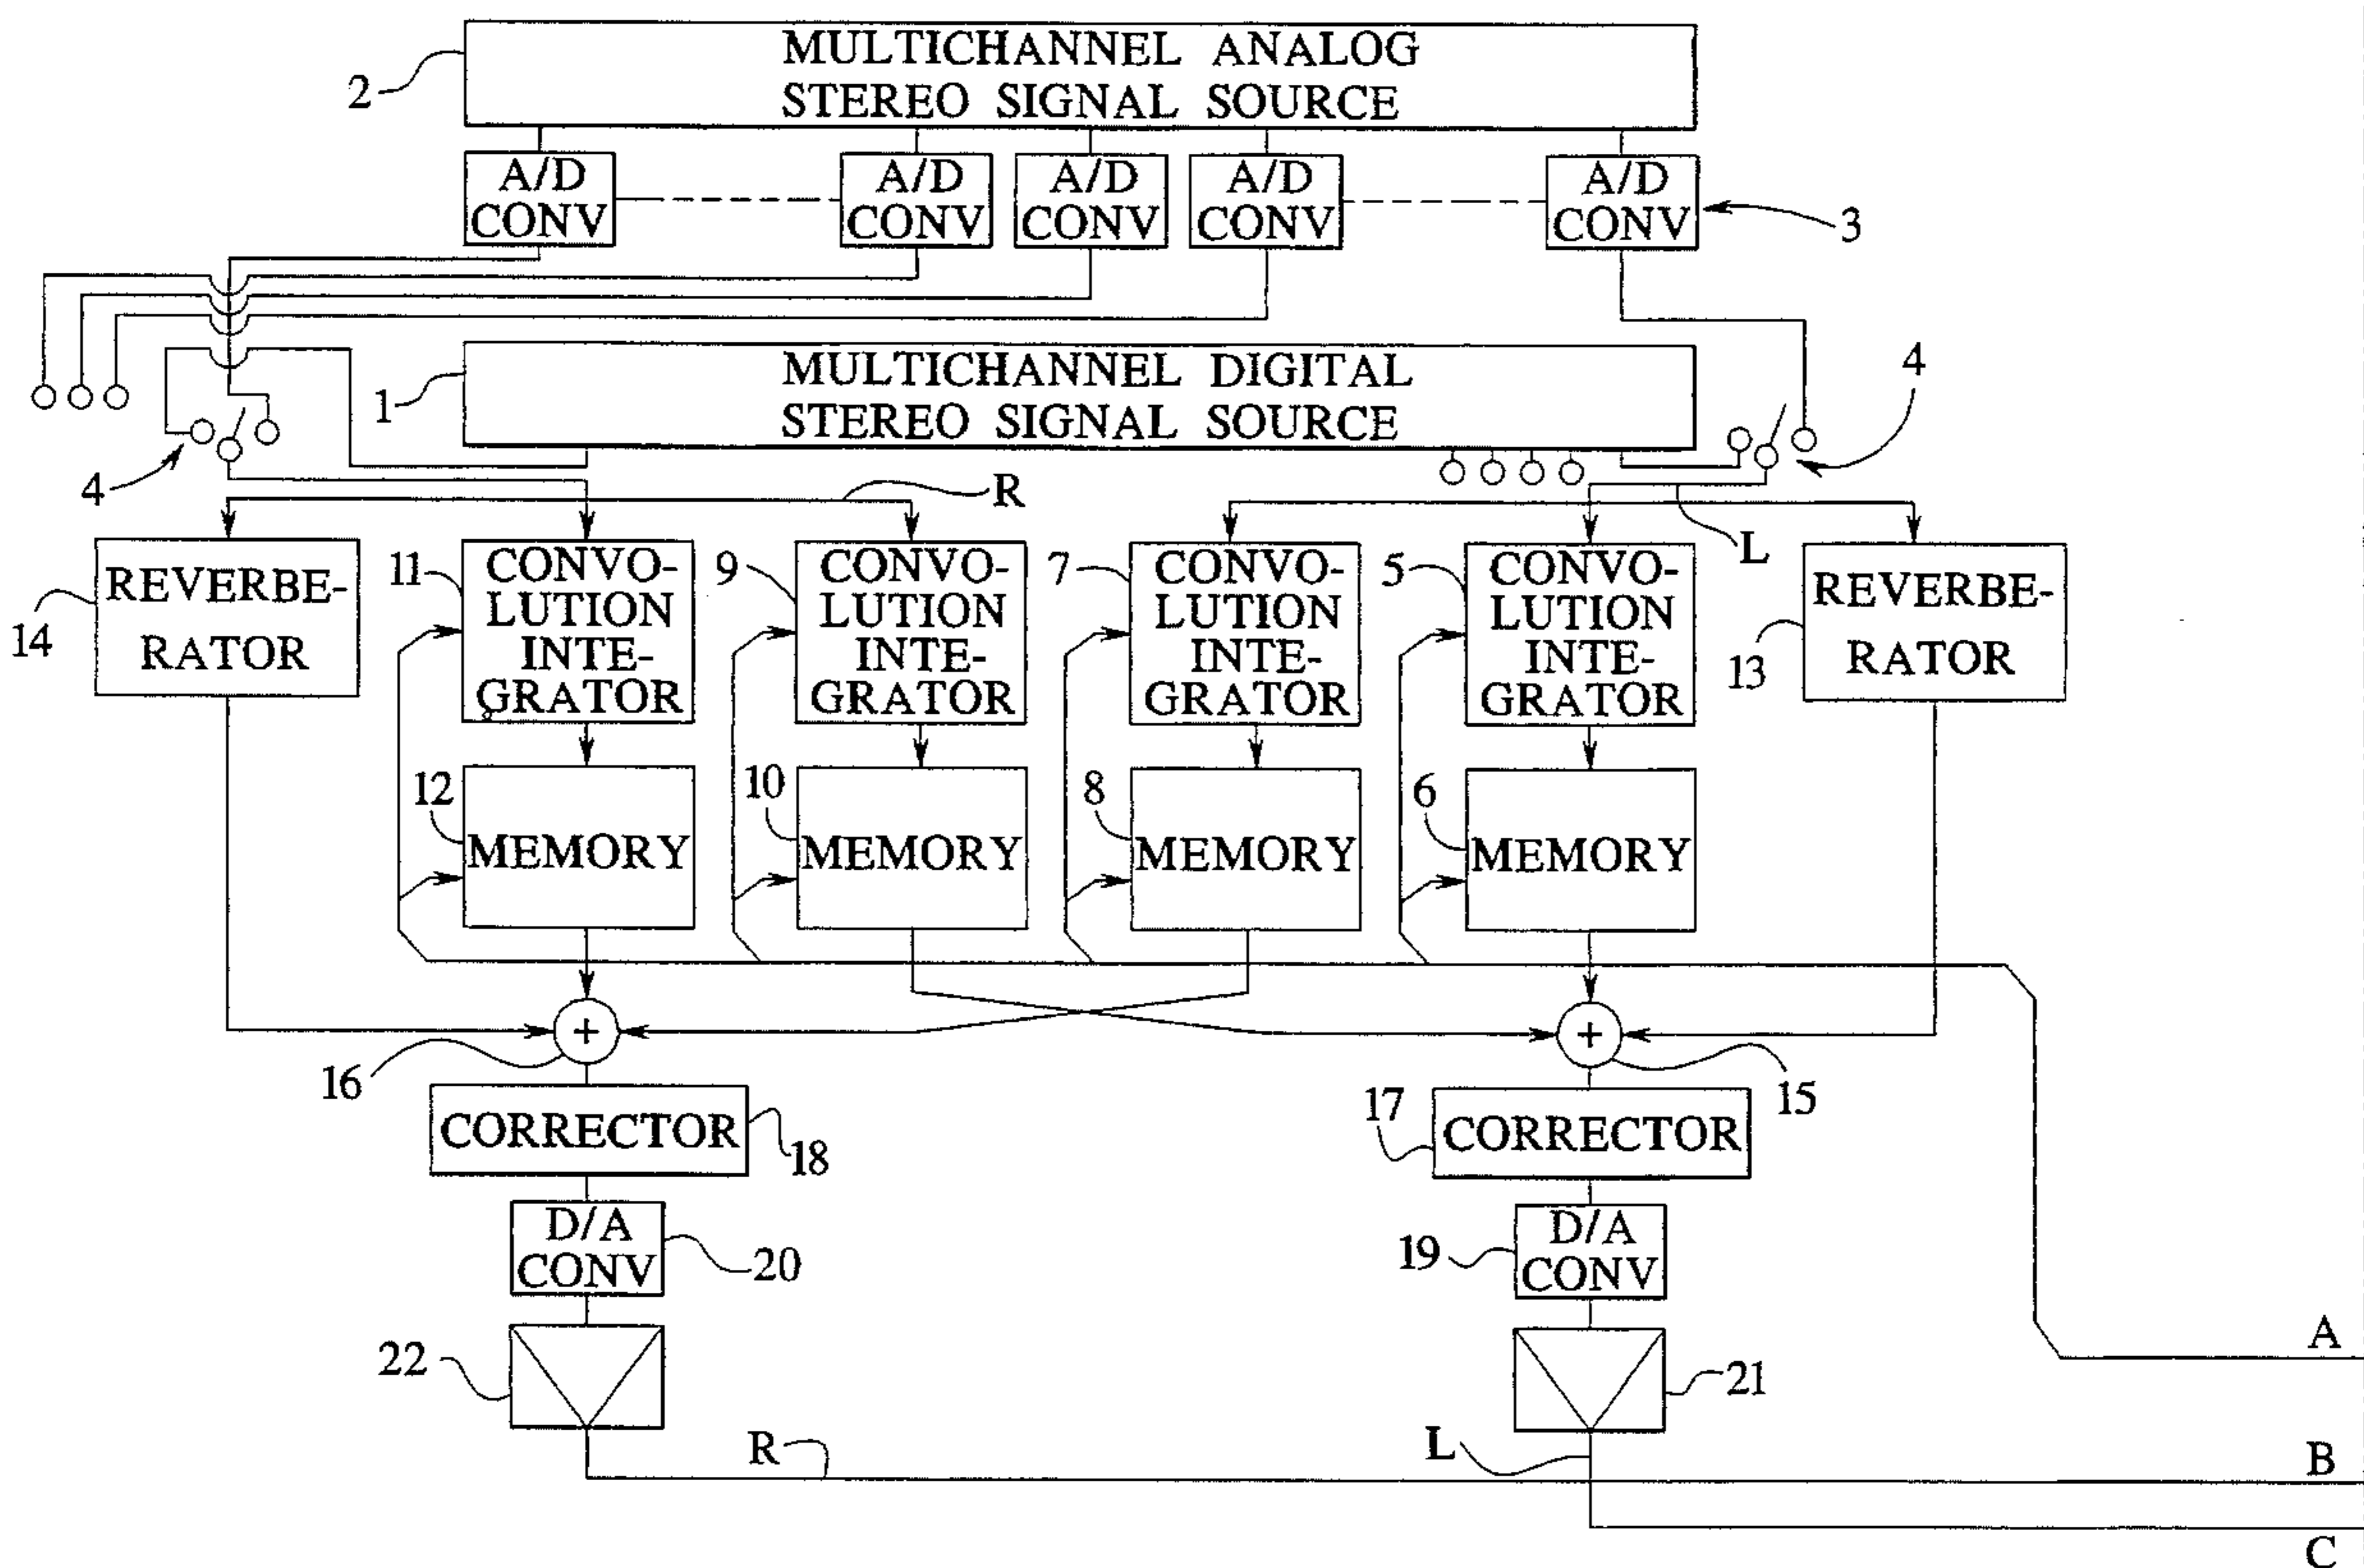 MULTICHANNEL ANALOG
STEREO SIGNAL SOURCE
2
A/D
CONV
A/D
CONV
A/D
CONV
A/D
CONV
A/D
CONV
3
MULTICHANNEL DIGITAL
STEREO SIGNAL SOURCE
1
4
4
R
L
REVERBE-
RATOR
14
11
CONVO-
LUTION
INTE-
GRATOR
9
CONVO-
LUTION
INTE-
GRATOR
7
CONVO-
LUTION
INTE-
GRATOR
5
CONVO-
LUTION
INTE-
GRATOR
REVERBE-
RATOR
13
12
MEMORY
10
MEMORY
8
MEMORY
6
MEMORY
+
16
+
15
CORRECTOR
18
17
CORRECTOR
D/A
CONV
20
19
D/A
CONV
22
21
A
R
L
B
C